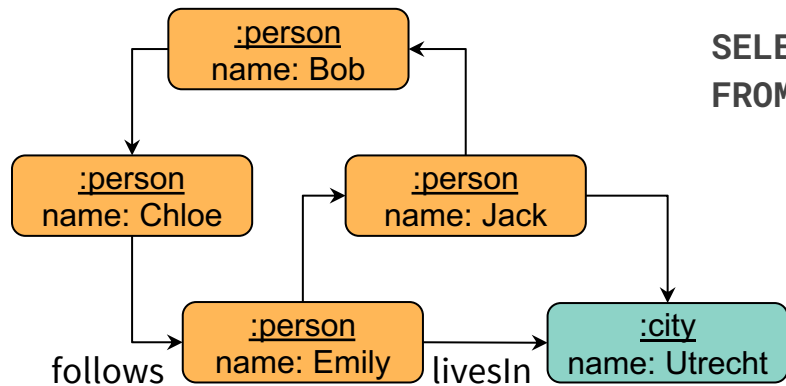 :person
name: Bob
SELE
FROM
:person
name: Chloe
:person
name: Jack
:person
name: Emily
:city
name: Utrecht
follows
livesIn